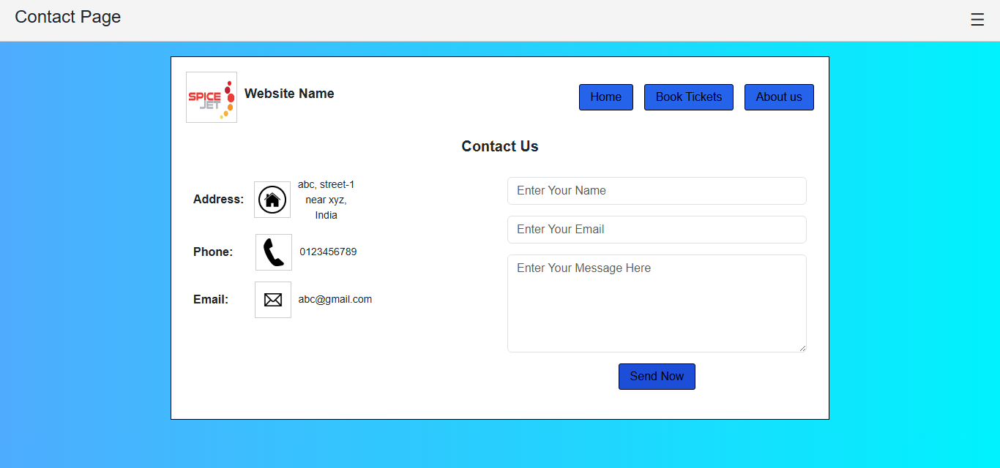 Contact Page
SPICE
JET
Website Name
Home
Book Tickets
About us
Contact Us
Address:
abc, street-1
near xyz,
India
Phone:
0123456789
Email:
abc@gmail.com
Enter Your Name
Enter Your Email
Enter Your Message Here
Send Now